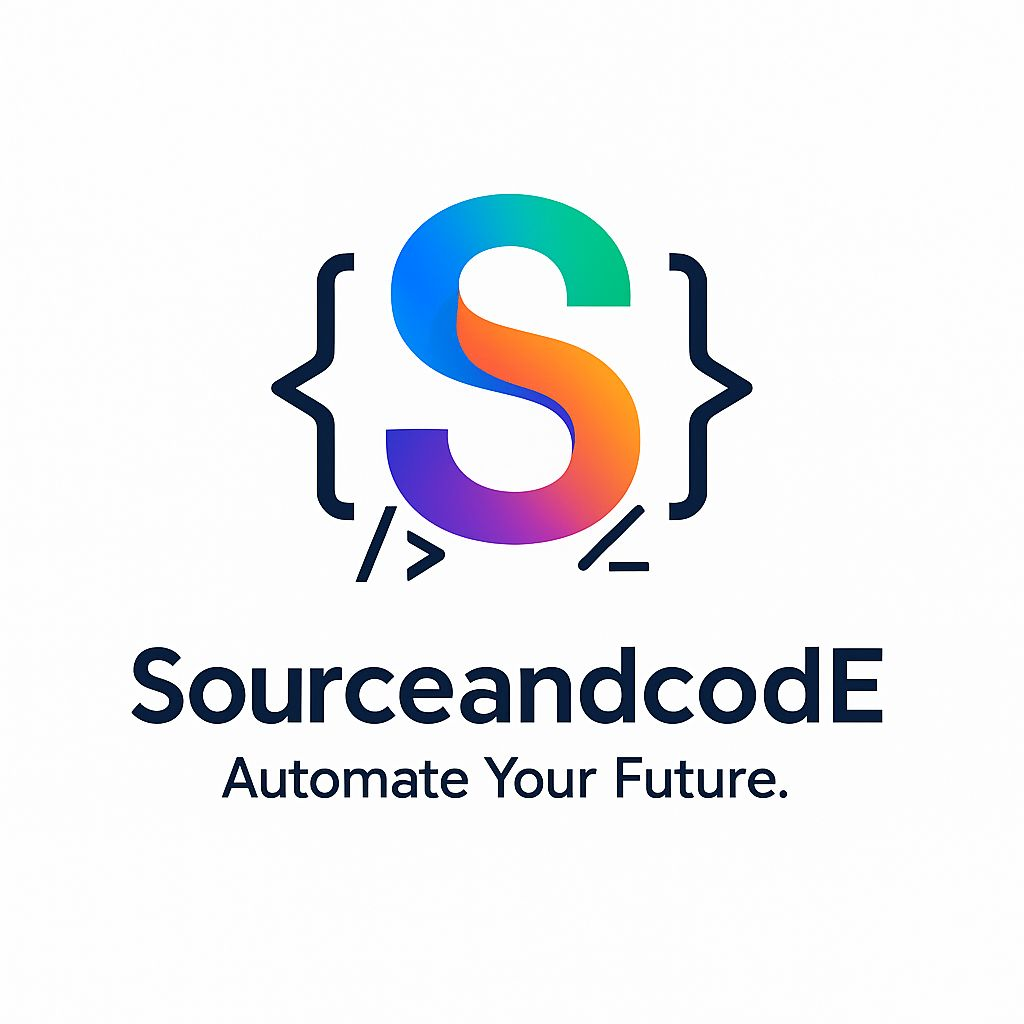 { S }
/> /_
SourceandcodE
Automate Your Future.